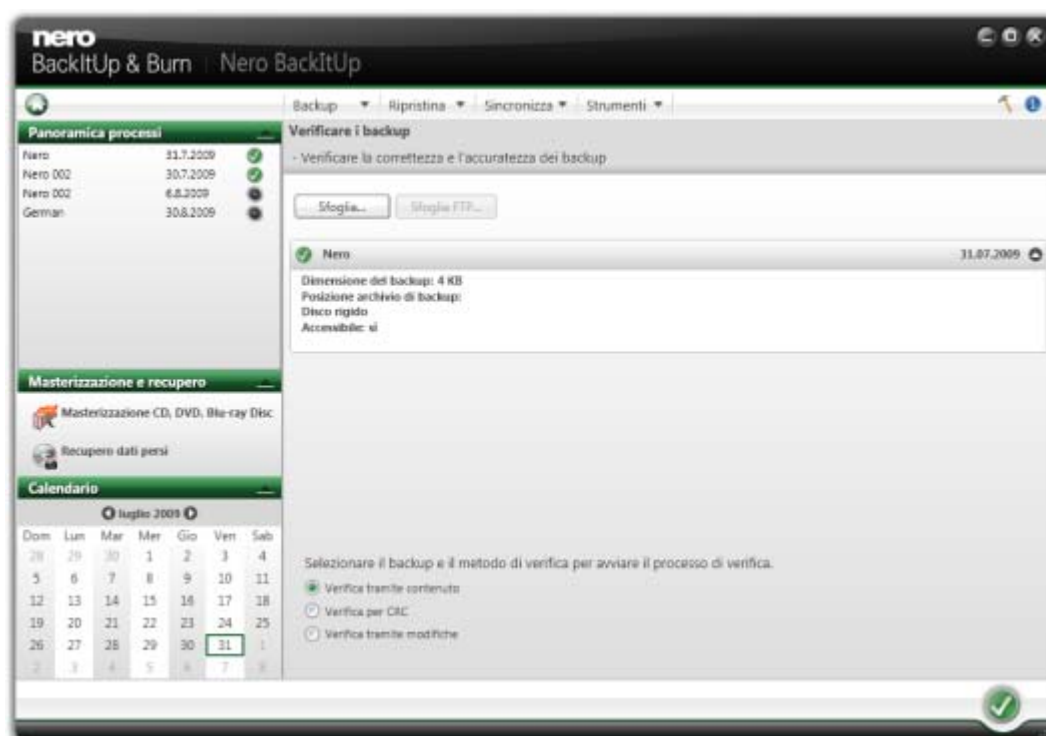 nero
BackItUp & Burn Nero BackItUp
Backup Ripristina Sincronizza Strumenti
Panoramica processi
Nero 31.7.2009
Nero 002 30.7.2009
Nero 002 6.8.2009
German 30.8.2009
Verificare i backup
- Verificare la correttezza e l'accuratezza dei backup
Sfoglia... Sfoglia FTP...
Nero 31.07.2009
Dimensione del backup: 4 KB
Posizione archivio di backup:
Disco rigido
Accessibile: sì
Masterizzazione e recupero
Masterizzazione CD, DVD, Blu-ray Disc
Recupero dati persi
Calendario
luglio 2009
Dom Lun Mar Mer Gio Ven Sab
28 29 30 1 2 3 4
5 6 7 8 9 10 11
12 13 14 15 16 17 18
19 20 21 22 23 24 25
26 27 28 29 30 31 1
2 3 4 5 6 7 8
Selezionare il backup e il metodo di verifica per avviare il processo di verifica.
Verifica tramite contenuto
Verifica per CRC
Verifica tramite modifiche